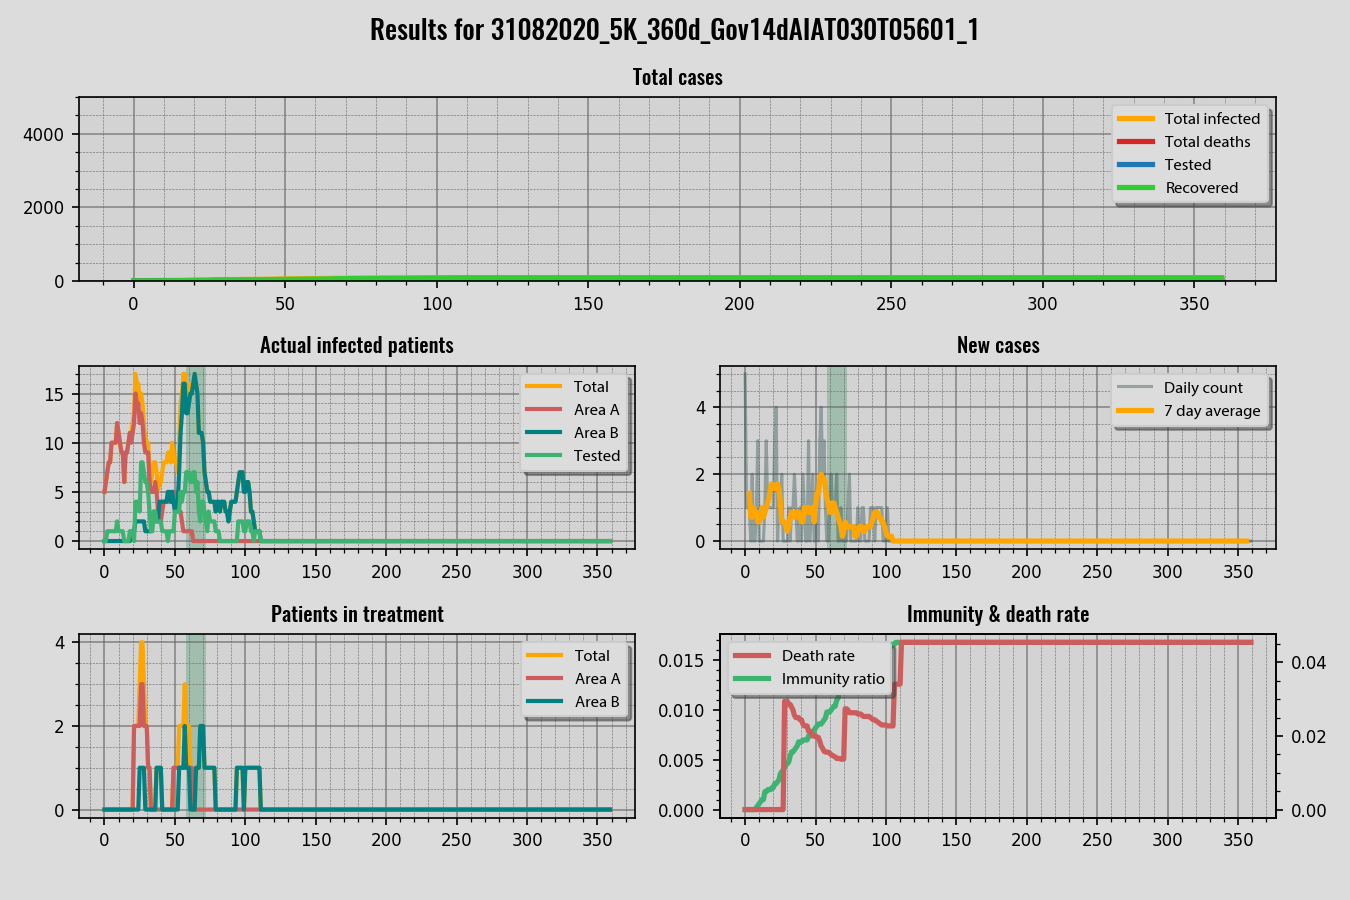 Results for 31082020_5K_360d_Gov14dAIAT030T05601_1
Total cases
4000
2000
0
0 50 100 150 200 250 300 350
Total infected
Total deaths
Tested
Recovered
Actual infected patients
15
10
5
0
0 50 100 150 200 250 300 350
Total
Area A
Area B
Tested
New cases
4
2
0
0 50 100 150 200 250 300 350
Daily count
7 day average
Patients in treatment
4
2
0
0 50 100 150 200 250 300 350
Total
Area A
Area B
Immunity & death rate
0.015
0.010
0.005
0.000
0 50 100 150 200 250 300 350
0.04
0.02
0.00
Death rate
Immunity ratio